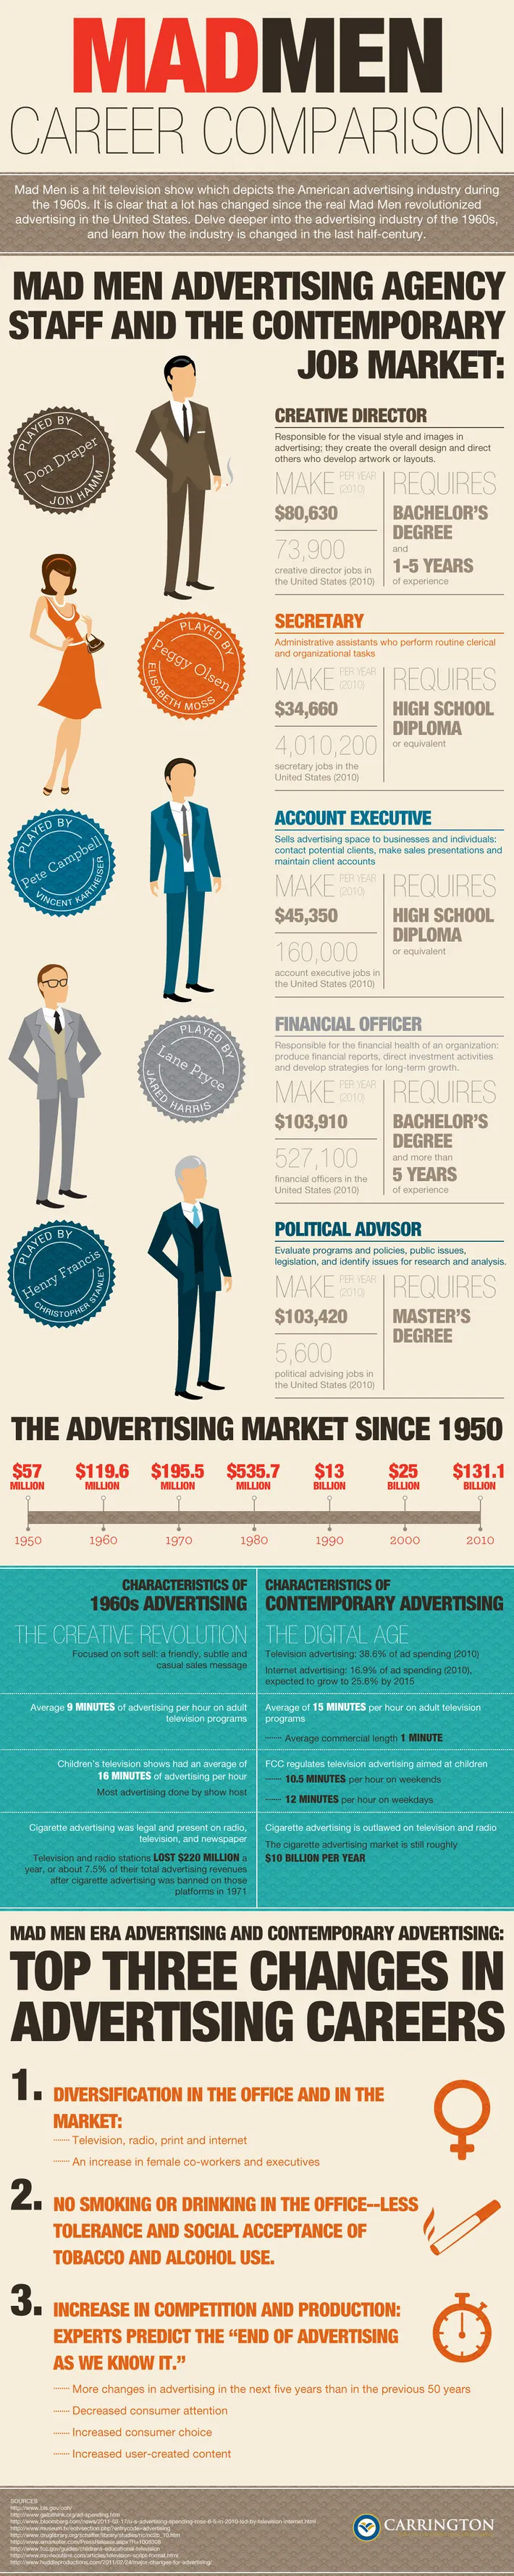 MADMEN
CAREER COMPARISON
Mad Men is a hit television show which depicts the American advertising industry during
the 1960s. It is clear that a lot has changed since the real Mad Men revolutionized
advertising in the United States. Delve deeper into the advertising industry of the 1960s,
and learn how the industry is changed in the last half-century.
MAD MEN ADVERTISING AGENCY
STAFF AND THE CONTEMPORARY
JOB MARKET:
PLAYED BY
Don Draper
JON HAMM
CREATIVE DIRECTOR
Responsible for the visual style and images in
advertising; they create the overall design and direct
others who develop artwork or layouts.
MAKE PER YEAR (2010)
$80,630
73,900
creative director jobs in
the United States (2010)
REQUIRES
BACHELOR'S
DEGREE
and
1-5 YEARS
of experience
PLAYED BY
Peggy Olsen
ELISABETH MOSS
SECRETARY
Administrative assistants who perform routine clerical
and organizational tasks
MAKE PER YEAR (2010)
$34,660
4,010,200
secretary jobs in the
United States (2010)
REQUIRES
HIGH SCHOOL
DIPLOMA
or equivalent
PLAYED BY
Pete Campbell
VINCENT KARTHEISER
ACCOUNT EXECUTIVE
Sells advertising space to businesses and individuals:
contact potential clients, make sales presentations and
maintain client accounts
MAKE PER YEAR (2010)
$45,350
160,000
account executive jobs in
the United States (2010)
REQUIRES
HIGH SCHOOL
DIPLOMA
or equivalent
PLAYED BY
Lane Pryce
JARED HARRIS
FINANCIAL OFFICER
Responsible for the financial health of an organization:
produce financial reports, direct investment activities
and develop strategies for long-term growth.
MAKE PER YEAR (2010)
$103,910
527,100
financial officers in the
United States (2010)
REQUIRES
BACHELOR'S
DEGREE
and more than
5 YEARS
of experience
PLAYED BY
Henry Francis
CHRISTOPHER STANLEY
POLITICAL ADVISOR
Evaluate programs and policies, public issues,
legislation, and identify issues for research and analysis.
MAKE PER YEAR (2010)
$103,420
5,600
political advising jobs in
the United States (2010)
REQUIRES
MASTER'S
DEGREE
THE ADVERTISING MARKET SINCE 1950
$57 $119.6 $195.5 $535.7 $13 $25 $131.1
MILLION MILLION MILLION MILLION BILLION BILLION BILLION
1950 1960 1970 1980 1990 2000 2010
CHARACTERISTICS OF
1960s ADVERTISING
THE CREATIVE REVOLUTION
Focused on soft sell: a friendly, subtle and
casual sales message
Average 9 MINUTES of advertising per hour on adult
television programs
Children's television shows had an average of
16 MINUTES of advertising per hour
Most advertising done by show host
Cigarette advertising was legal and present on radio,
television, and newspaper
Television and radio stations LOST $220 MILLION a
year, or about 7.5% of their total advertising revenues
after cigarette advertising was banned on those
platforms in 1971
CHARACTERISTICS OF
CONTEMPORARY ADVERTISING
THE DIGITAL AGE
Television advertising: 38.6% of ad spending (2010)
Internet advertising: 16.9% of ad spending (2010),
expected to grow to 25.6% by 2015
Average of 15 MINUTES per hour on adult television
programs
Average commercial length 1 MINUTE
FCC regulates television advertising aimed at children
10.5 MINUTES per hour on weekends
12 MINUTES per hour on weekdays
Cigarette advertising is outlawed on television and radio
The cigarette advertising market is still roughly
$10 BILLION PER YEAR
MAD MEN ERA ADVERTISING AND CONTEMPORARY ADVERTISING:
TOP THREE CHANGES IN
ADVERTISING CAREERS
1. DIVERSIFICATION IN THE OFFICE AND IN THE
MARKET:
Television, radio, print and internet
An increase in female co-workers and executives
2. NO SMOKING OR DRINKING IN THE OFFICE--LESS
TOLERANCE AND SOCIAL ACCEPTANCE OF
TOBACCO AND ALCOHOL USE.
3. INCREASE IN COMPETITION AND PRODUCTION:
EXPERTS PREDICT THE "END OF ADVERTISING
AS WE KNOW IT."
More changes in advertising in the next five years than in the previous 50 years
Decreased consumer attention
Increased consumer choice
Increased user-created content
SOURCES
http://www.bls.gov/ooh/
CARRINGTON